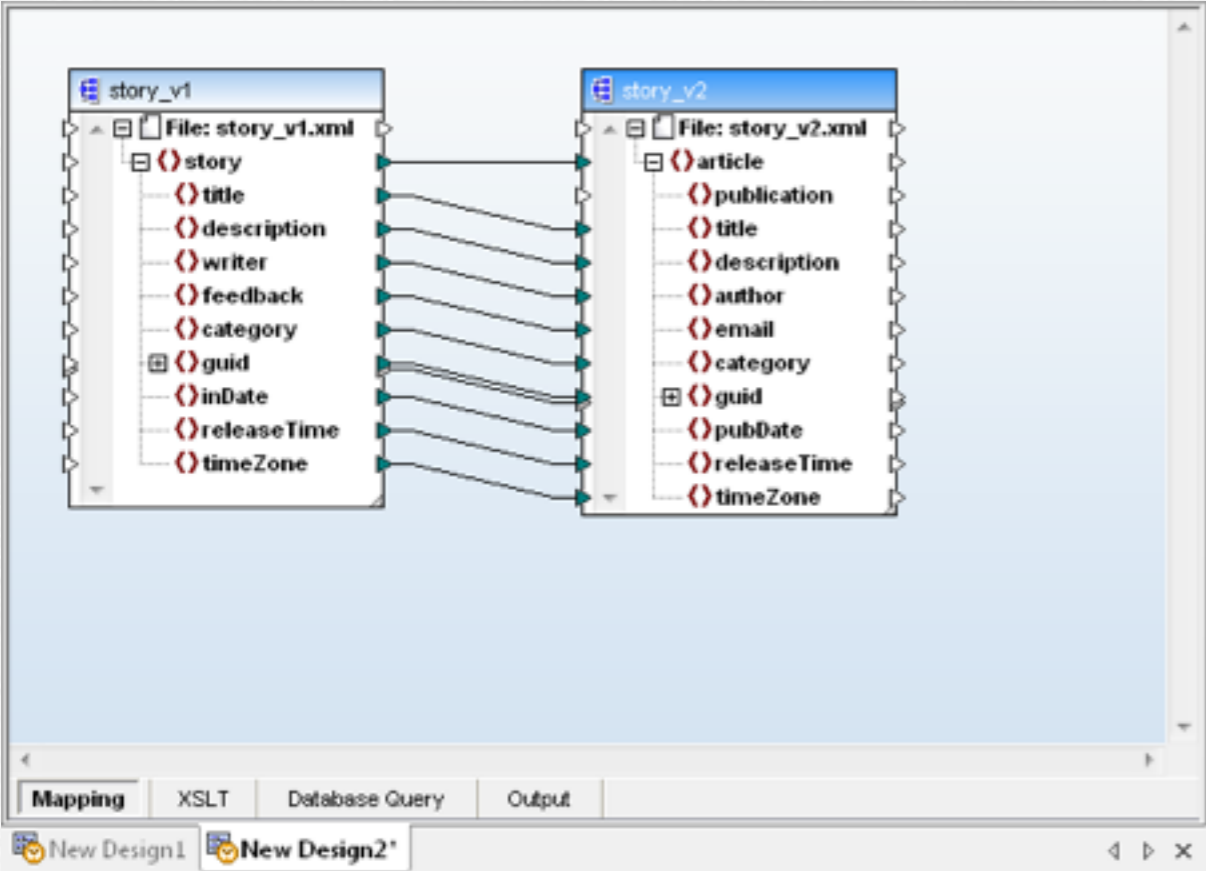 story_v1
File: story_v1.xml
story
title
description
writer
feedback
category
guid
inDate
releaseTime
timeZone
story_v2
File: story_v2.xml
article
publication
title
description
author
email
category
guid
pubDate
releaseTime
timeZone
Mapping XSLT Database Query Output
New Design1 New Design2*